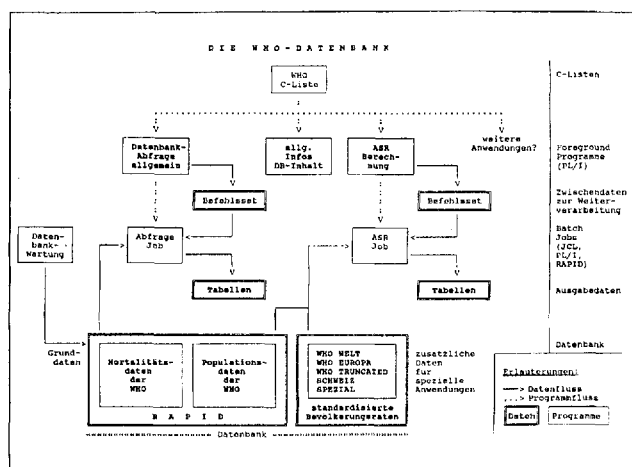 DIE WHO-DATENBANK
WHO
C-Liste
C-Listen
Datenbank-
Abfrage
allgemein
allg.
Infos
DB-Inhalt
ASR
Berech-
nung
weitere
Anwendungen?
Foreground
Programme
(PL/I)
Befehlsset
Befehlsset
Zwischendaten
zur Weiter-
verarbeitung
Daten-
bank-
Wartung
Abfrage
Job
ASR
Job
Batch
Jobs
(JCL,
PL/I,
RAPID)
Tabellen
Tabellen
Ausgabedaten
Datenbank
Grund-
daten
Mortalitäts-
daten
der
WHO
Populations-
daten
der
WHO
RAPID
WHO WELT
WHO EUROPA
WHO TRUNCATED
SCHWEIZ
SPEZIAL
standardisierte
Bevölkerungsraten
zusätzliche
Daten
für
spezielle
Anwendungen
Datenbank
Erläuterungen:
---> Datenfluss
...> Programmfluss
Daten
Programme